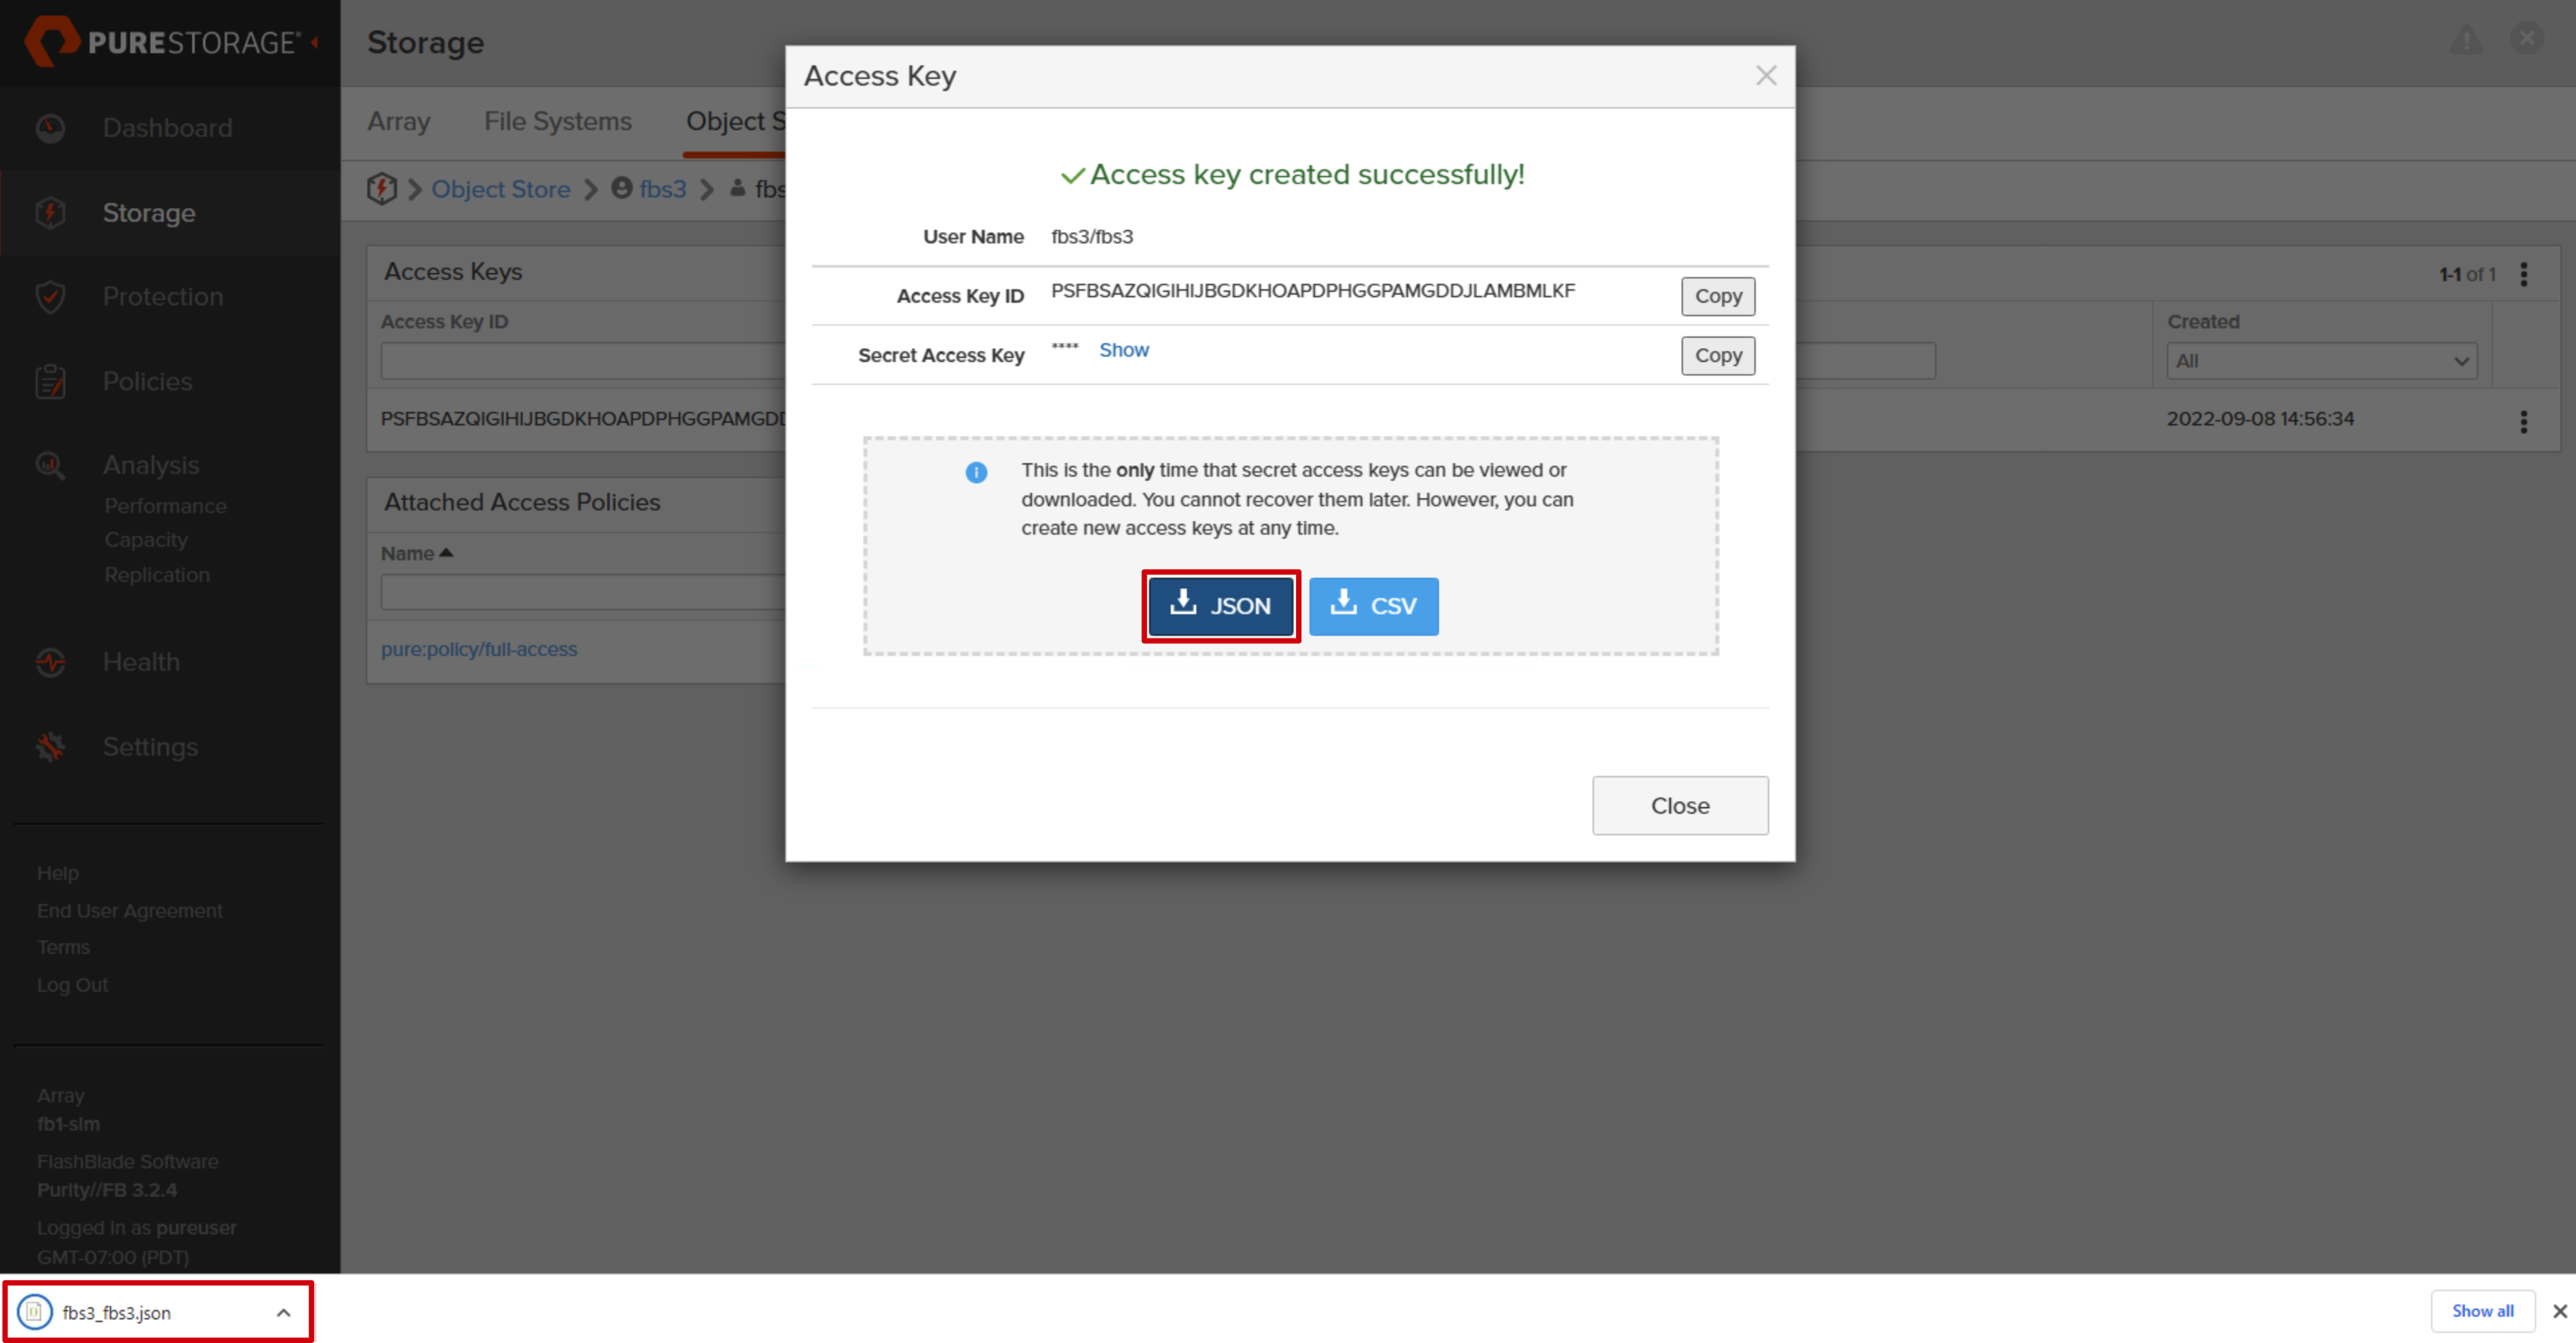 PURESTORAGE®
Dashboard
Storage
Protection
Policies
Analysis
Performance
Capacity
Replication
Health
Settings
Help
End User Agreement
Terms
Log Out
Array
fb1-sim
FlashBlade Software
Purity//FB 3.2.4
Logged in as pureuser
GMT-07:00 (PDT)
Storage
Array File Systems Object S
Object Store fbs3 fbs
Access Keys
1-1 of 1
Access Key ID
Created
All
PSFBSAZQIGIHIJBGDKHOAPDPHGGPAMGDD
2022-09-08 14:56:34
Attached Access Policies
Name
pure:policy/full-access
Access Key
Access key created successfully!
User Name fbs3/fbs3
Access Key ID PSFBSAZQIGIHIJBGDKHOAPDPHGGPAMGDDJLAMBMLKF Copy
Secret Access Key **** Show Copy
This is the only time that secret access keys can be viewed or
downloaded. You cannot recover them later. However, you can
create new access keys at any time.
JSON CSV
Close
fbs3_fbs3.json
Show all